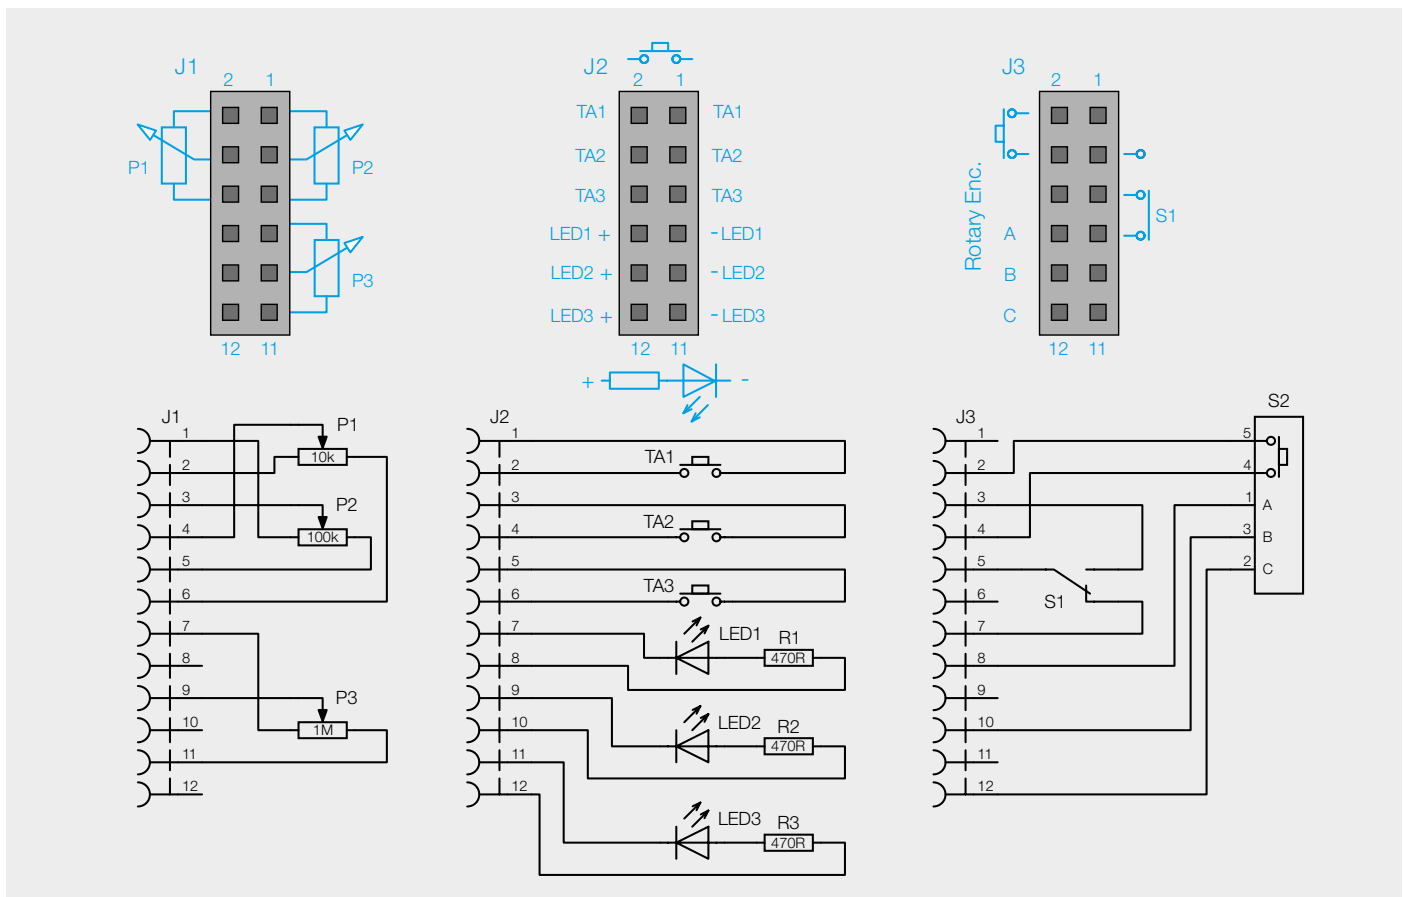 J1
2 1
P1
P2
P3
12 11
J2
2 1
TA1 TA1
TA2 TA2
TA3 TA3
LED1 + - LED1
LED2 + - LED2
LED3 + - LED3
12 11
+ -
J3
2 1
Rotary Enc.
A
B
C
S1
12 11
J1
1
2
3
4
5
6
7
8
9
10
11
12
P1
10k
P2
100k
P3
1M
J2
1
2
3
4
5
6
7
8
9
10
11
12
TA1
TA2
TA3
LED1 R1
470R
LED2 R2
470R
LED3 R3
470R
J3
1
2
3
4
5
6
7
8
9
10
11
12
S1
S2
5
4
1 A
3 B
2 C